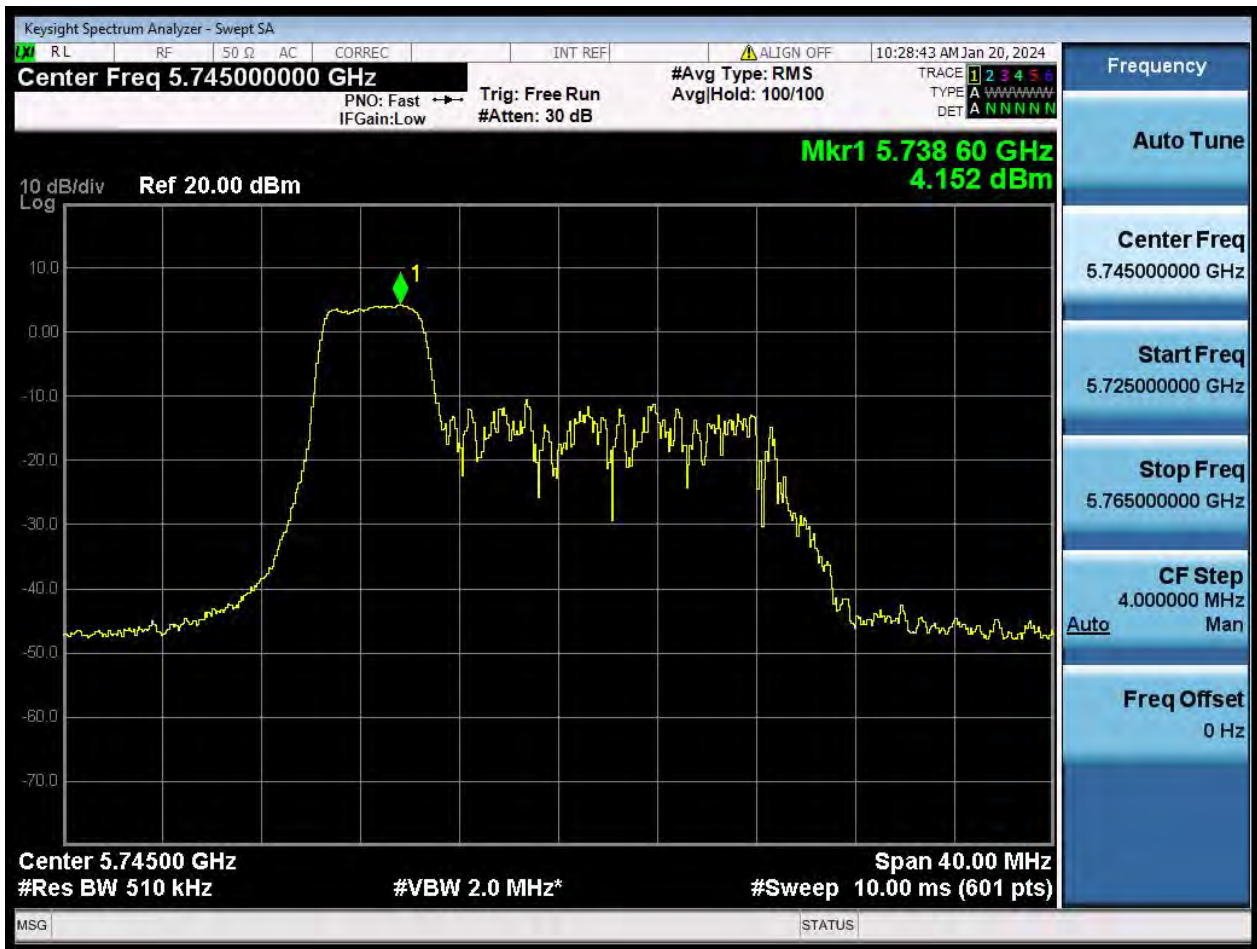 Keysight Spectrum Analyzer - Swept SA
LXI RL RF 50 Ω AC CORREC INT REF ALIGN OFF 10:28:43 AM Jan 20, 2024
Center Freq 5.745000000 GHz
PNO: Fast
IFGain:Low
Trig: Free Run
#Atten: 30 dB
#Avg Type: RMS
Avg|Hold: 100/100
TRACE 1 2 3 4 5 6
TYPE A WWWWW
DET A N N N N N
Mkr1 5.738 60 GHz
4.152 dBm
10 dB/div Ref 20.00 dBm
Log
10.0
0.00
-10.0
-20.0
-30.0
-40.0
-50.0
-60.0
-70.0
1
Center 5.74500 GHz Span 40.00 MHz
#Res BW 510 kHz #VBW 2.0 MHz* #Sweep 10.00 ms (601 pts)
MSG STATUS
Frequency
Auto Tune
Center Freq
5.745000000 GHz
Start Freq
5.725000000 GHz
Stop Freq
5.765000000 GHz
CF Step
4.000000 MHz
Auto Man
Freq Offset
0 Hz